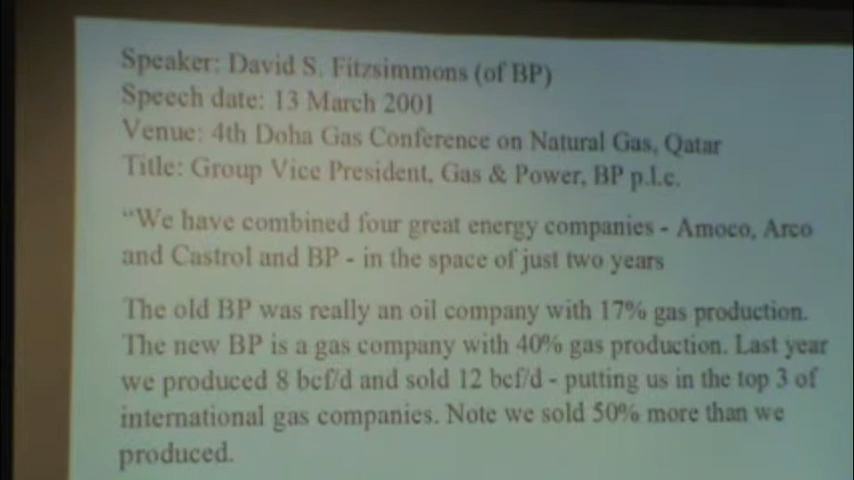 Speaker: David S. Fitzsimmons (of BP)
Speech date: 13 March 2001
Venue: 4th Doha Gas Conference on Natural Gas, Qatar
Title: Group Vice President, Gas & Power, BP p.l.c.
“We have combined four great energy companies - Amoco, Arco
and Castrol and BP - in the space of just two years
The old BP was really an oil company with 17% gas production.
The new BP is a gas company with 40% gas production. Last year
we produced 8 bcf/d and sold 12 bcf/d - putting us in the top 3 of
international gas companies. Note we sold 50% more than we
produced.